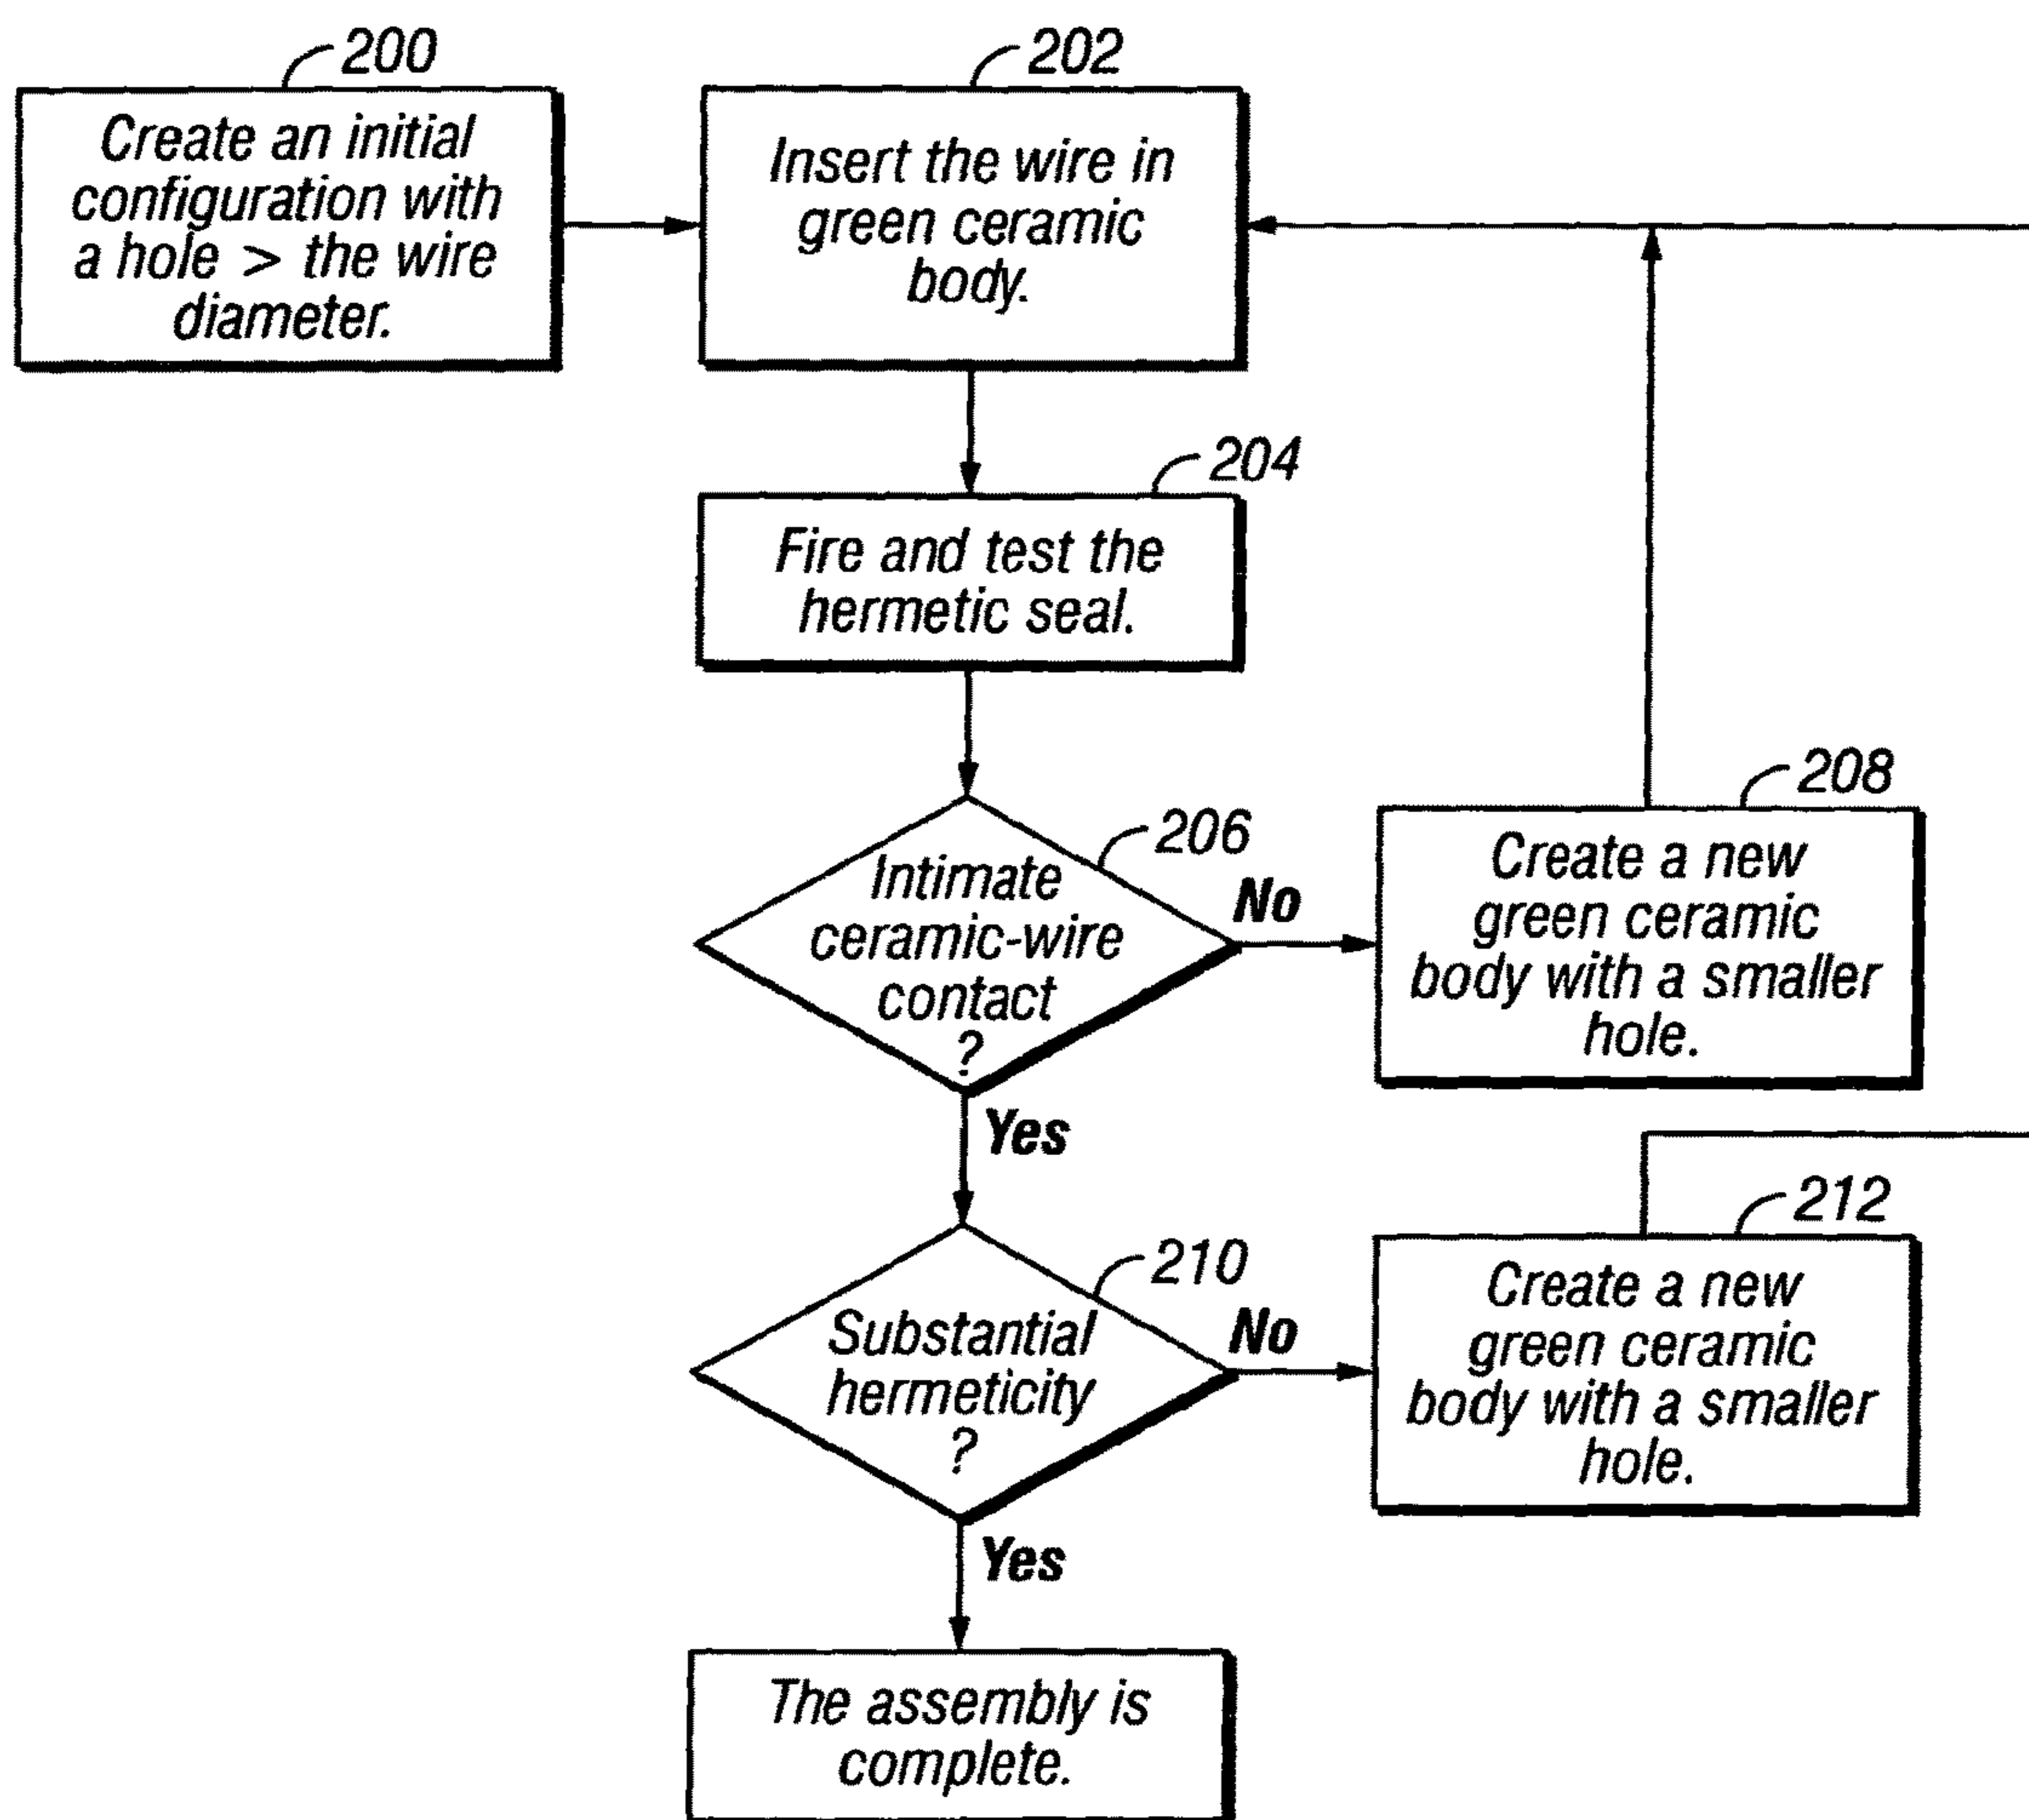 200
Create an initial
configuration with
a hole > the wire
diameter.
202
Insert the wire in
green ceramic
body.
204
Fire and test the
hermetic seal.
206
Intimate
ceramic-wire
contact
?
No
Yes
208
Create a new
green ceramic
body with a smaller
hole.
210
Substantial
hermeticity
?
No
Yes
212
Create a new
green ceramic
body with a smaller
hole.
The assembly is
complete.